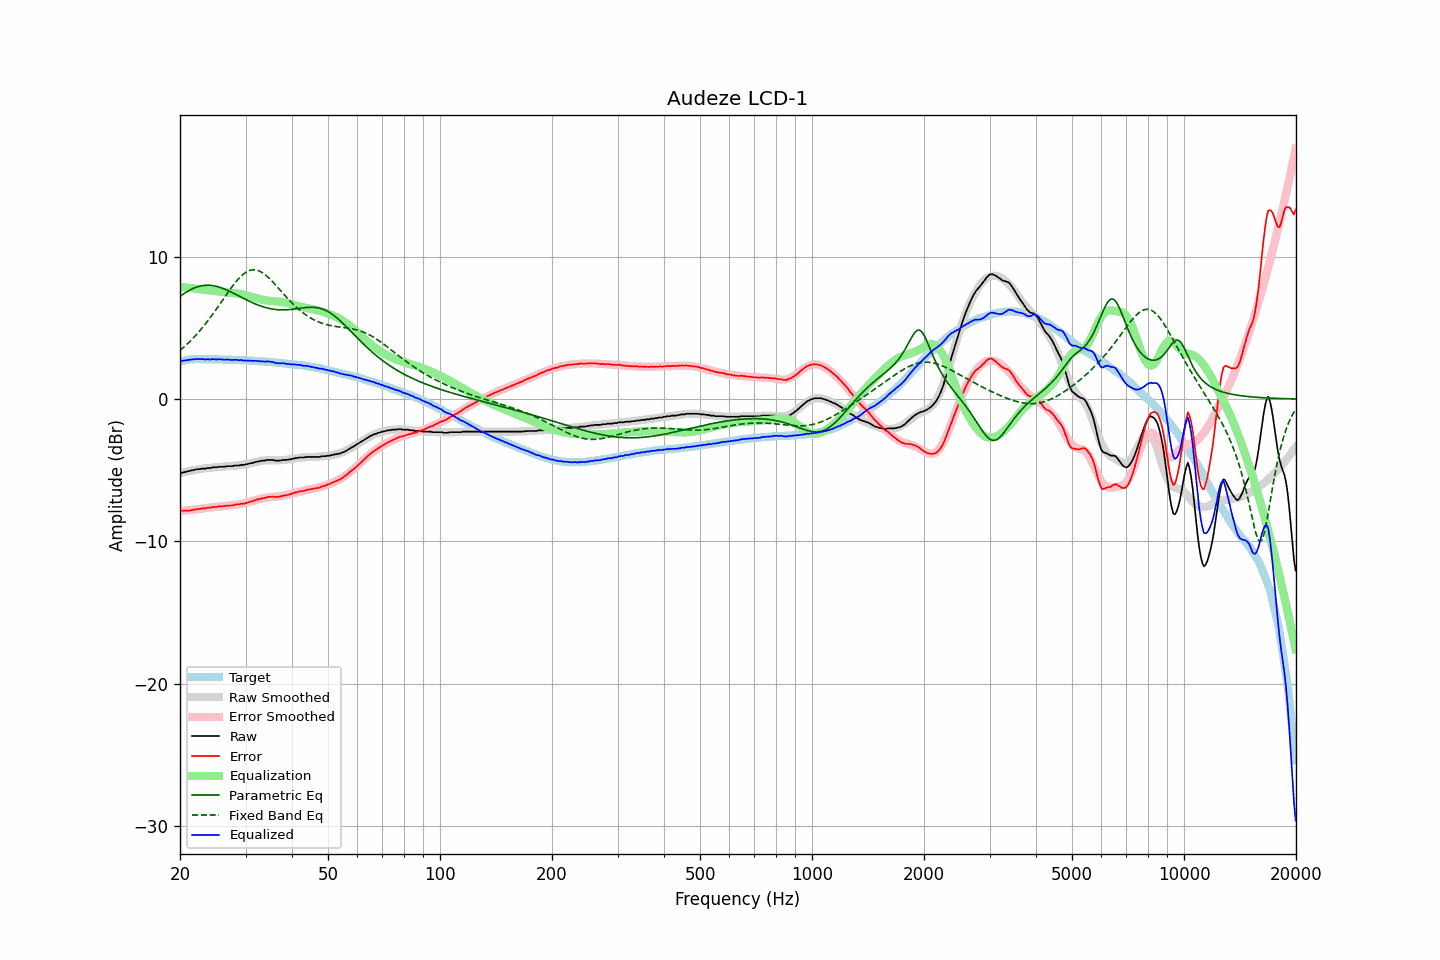 Audeze LCD-1
Amplitude (dBr)
10
0
−10
−20
−30
Target
Raw Smoothed
Error Smoothed
Raw
Error
Equalization
Parametric Eq
Fixed Band Eq
Equalized
20 50 100 200 500 1000 2000 5000 10000 20000
Frequency (Hz)